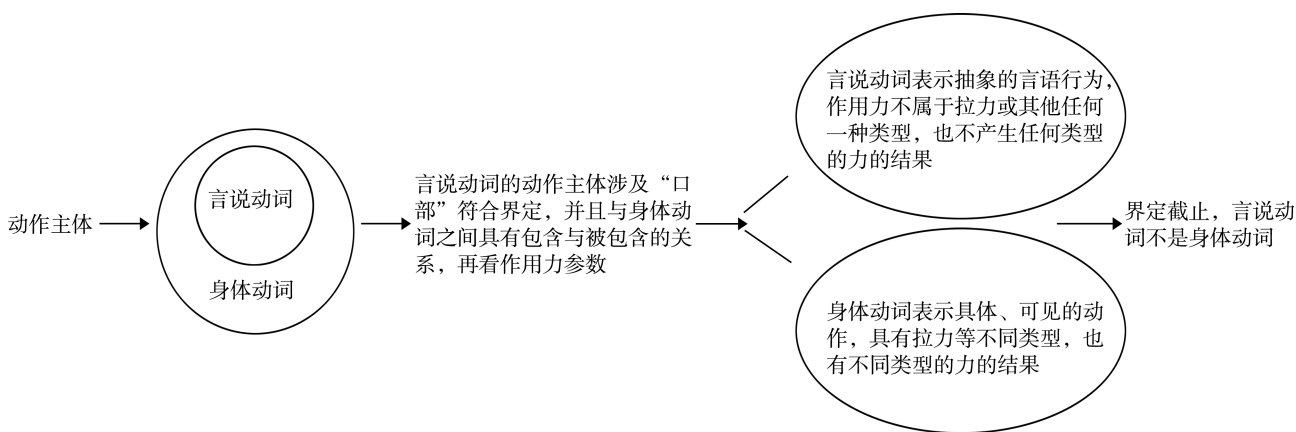 动作主体
言说动词
身体动词
言说动词的动作主体涉及“口
部”符合界定，并且与身体动
词之间具有包含与被包含的关
系，再看作用力参数
言说动词表示抽象的言语行为，
作用力不属于拉力或其他任何
一种类型，也不产生任何类型
的力的结果
身体动词表示具体、可见的动
作，具有拉力等不同类型，也
有不同类型的力的结果
界定截止，言说动
词不是身体动词